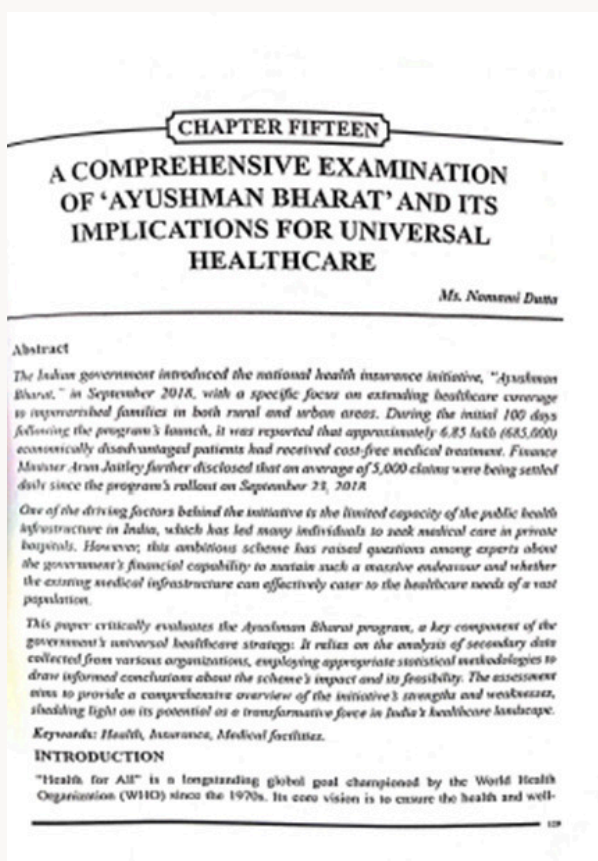 CHAPTER FIFTEEN
A COMPREHENSIVE EXAMINATION
OF ‘AYUSHMAN BHARAT’ AND ITS
IMPLICATIONS FOR UNIVERSAL
HEALTHCARE
Ms. Nomami Dutta
Abstract
The Indian government introduced the national health insurance initiative, "Ayushman
Bharat," in September 2018, with a specific focus on extending healthcare coverage
to impoverished families in both rural and urban areas. During the initial 100 days
following the program's launch, it was reported that approximately 6.85 lakh (685,000)
economically disadvantaged patients had received cost-free medical treatment. Finance
Minister Arun Jaitley further disclosed that an average of 5,000 claims were being settled
daily since the program's rollout on September 23, 2018
One of the driving factors behind the initiative is the limited capacity of the public health
infrastructure in India, which has led many individuals to seek medical care in private
hospitals. However, this ambitious scheme has raised questions among experts about
the government's financial capability to sustain such a massive endeavour and whether
the existing medical infrastructure can effectively cater to the healthcare needs of a vast
population.
This paper critically evaluates the Ayushman Bharat program, a key component of the
government's universal healthcare strategy. It relies on the analysis of secondary data
collected from various organizations, employing appropriate statistical methodologies to
draw informed conclusions about the scheme's impact and its feasibility. The assessment
aims to provide a comprehensive overview of the initiative's strengths and weaknesses,
shedding light on its potential as a transformative force in India's healthcare landscape.
Keywords: Health, Insurance, Medical facilities.
INTRODUCTION
"Health for All" is a longstanding global goal championed by the World Health
Organization (WHO) since the 1970s. Its core vision is to ensure the health and well-